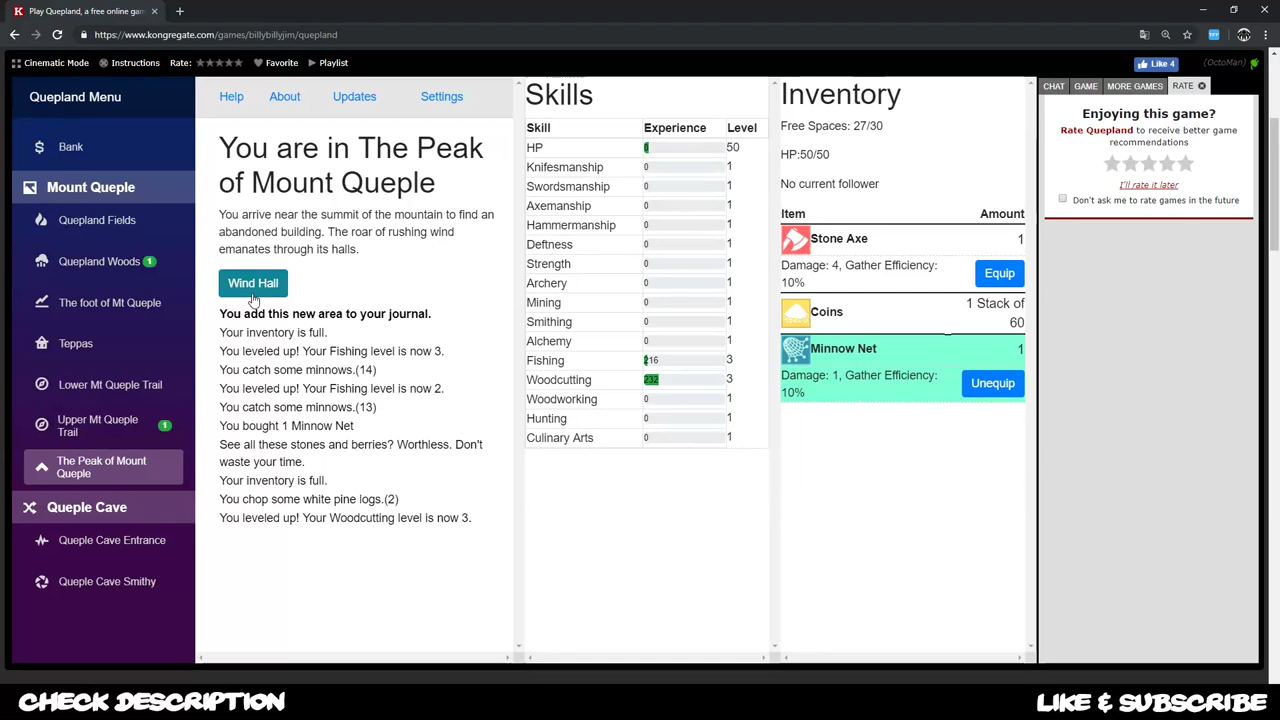 Play Quepland, a free online gam
https://www.kongregate.com/games/billybillyjim/quepland
Cinematic Mode
Instructions
Rate:
Favorite
Playlist
Like 4
(OctoMan)
Quepland Menu
Bank
Mount Queple
Quepland Fields
Quepland Woods 1
The foot of Mt Queple
Teppas
Lower Mt Queple Trail
Upper Mt Queple
Trail
1
The Peak of Mount
Queple
Queple Cave
Queple Cave Entrance
Queple Cave Smithy
Help
About
Updates
Settings
You are in The Peak
of Mount Queple
You arrive near the summit of the mountain to find an
abandoned building. The roar of rushing wind
emanates through its halls.
Wind Hall
You add this new area to your journal.
Your inventory is full.
You leveled up! Your Fishing level is now 3.
You catch some minnows.(14)
You leveled up! Your Fishing level is now 2.
You catch some minnows.(13)
You bought 1 Minnow Net
See all these stones and berries? Worthless. Don't
waste your time.
Your inventory is full.
You chop some white pine logs.(2)
You leveled up! Your Woodcutting level is now 3.
Skills
Skill Experience Level
HP 0 50
Knifesmanship 0 1
Swordsmanship 0 1
Axemanship 0 1
Hammermanship 0 1
Deftness 0 1
Strength 0 1
Archery 0 1
Mining 0 1
Smithing 0 1
Alchemy 0 1
Fishing 216 3
Woodcutting 232 3
Woodworking 0 1
Hunting 0 1
Culinary Arts 0 1
Inventory
Free Spaces: 27/30
HP:50/50
No current follower
Item Amount
Stone Axe 1
Damage: 4, Gather Efficiency:
10%
Equip
Coins
1 Stack of
60
Minnow Net 1
Damage: 1, Gather Efficiency:
10%
Unequip
CHAT
GAME
MORE GAMES
RATE
Enjoying this game?
Rate Quepland to receive better game
recommendations
I'll rate it later
Don't ask me to rate games in the future
CHECK DESCRIPTION
LIKE & SUBSCRIBE